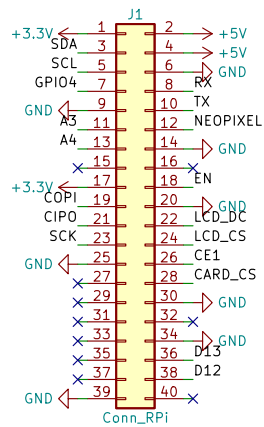 J1
+3.3V 1 2 +5V
SDA 3 4 +5V
SCL 5 6 GND
GPIO4 7 8 RX
GND 9 10 TX
A3 11 12 NEOPIXEL
A4 13 14 GND
15 16
+3.3V 17 18 EN
COPI 19 20 GND
CIPO 21 22 LCD_DC
SCK 23 24 LCD_CS
GND 25 26 CE1
27 28 CARD_CS
29 30 GND
31 32
33 34 GND
35 36 D13
37 38 D12
GND 39 40
Conn_RPi